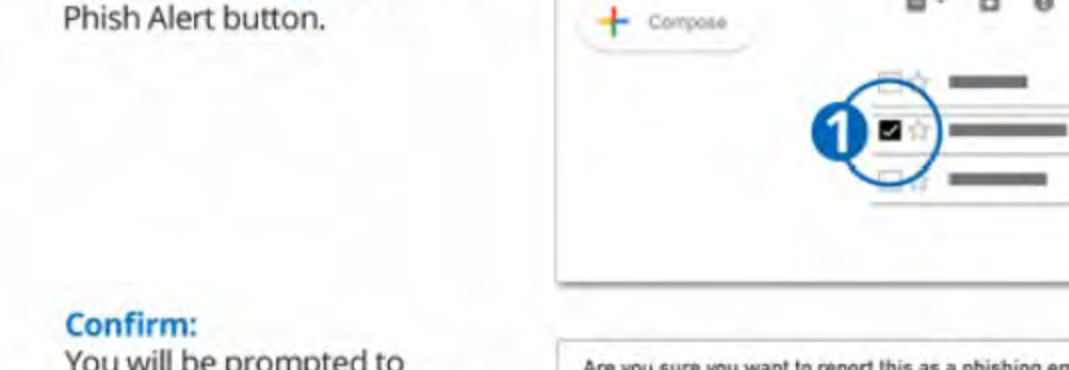 Phish Alert button.
Compose
1
Confirm:
You will be prompted to
Are you sure you want to report this as a phishing